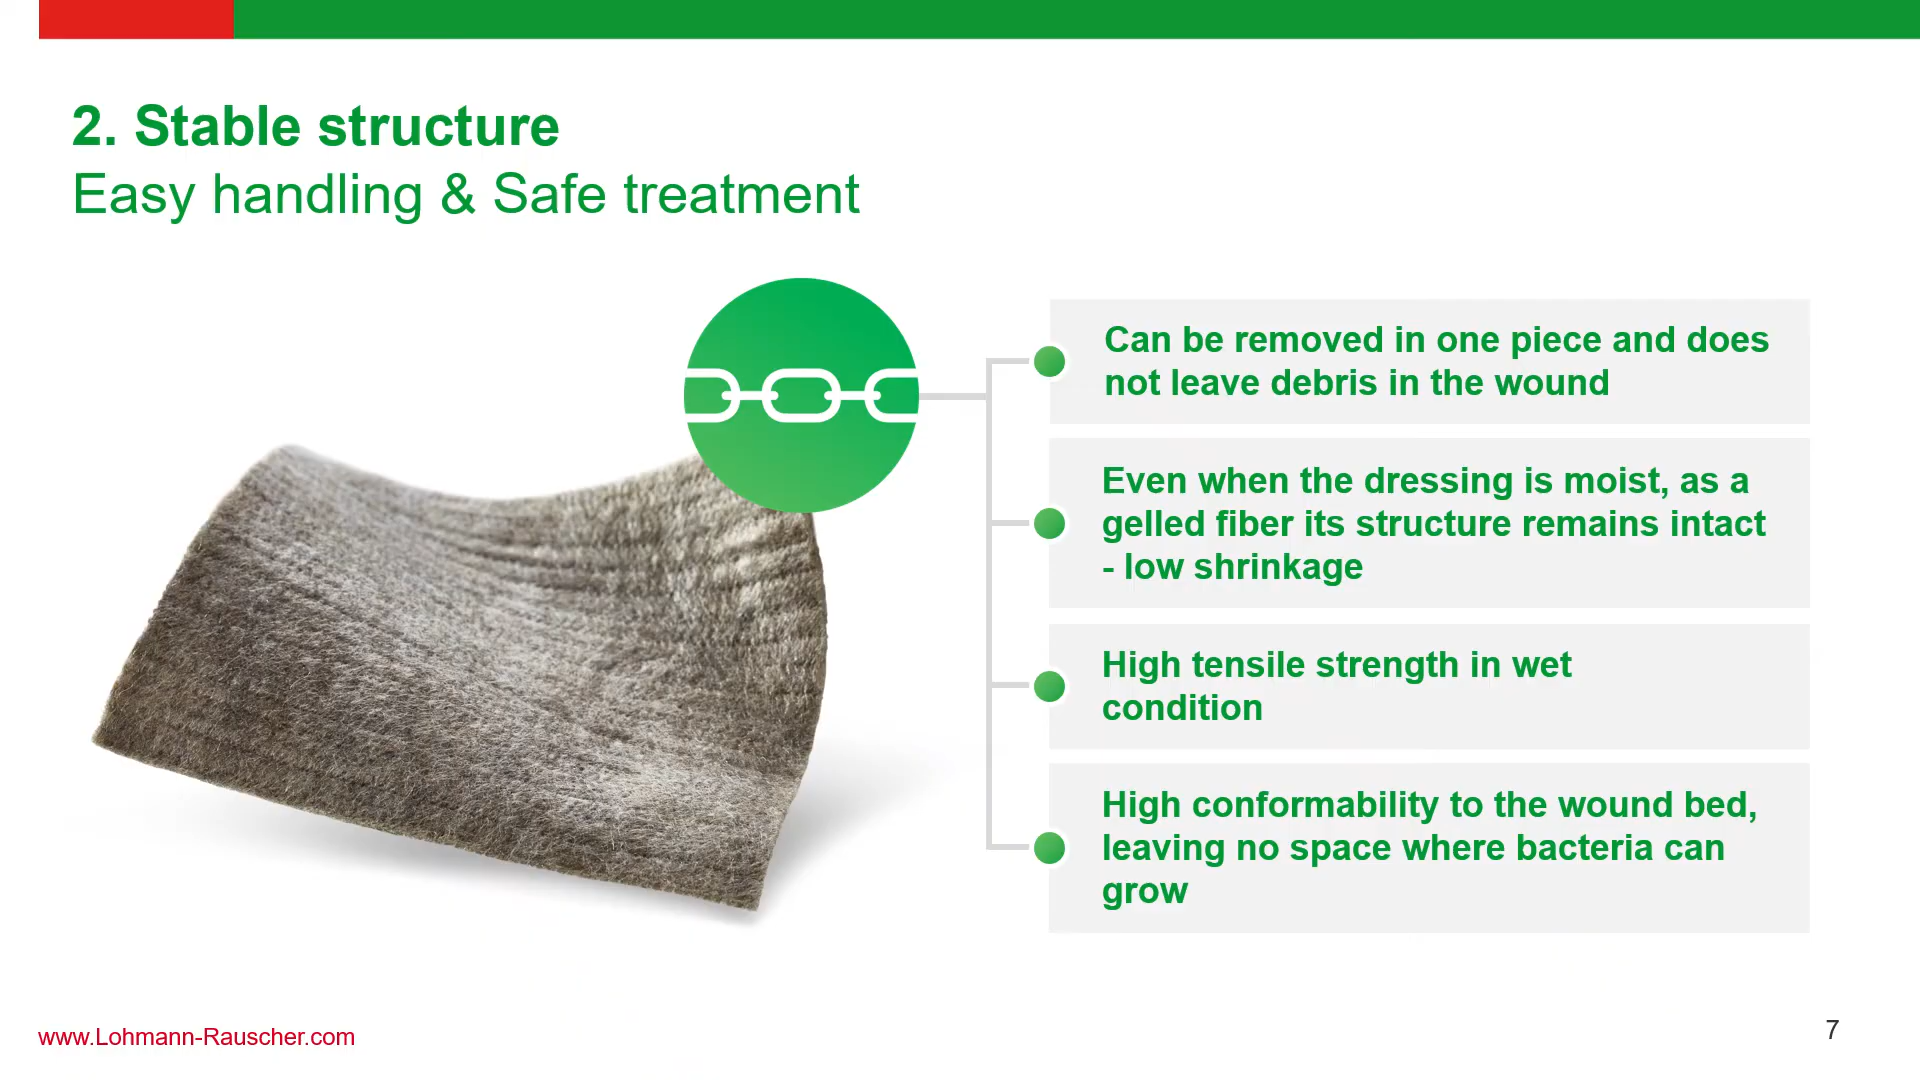 2. Stable structure
Easy handling & Safe treatment
Can be removed in one piece and does
not leave debris in the wound
Even when the dressing is moist, as a
gelled fiber its structure remains intact
- low shrinkage
High tensile strength in wet
condition
High conformability to the wound bed,
leaving no space where bacteria can
grow
www.Lohmann-Rauscher.com
7